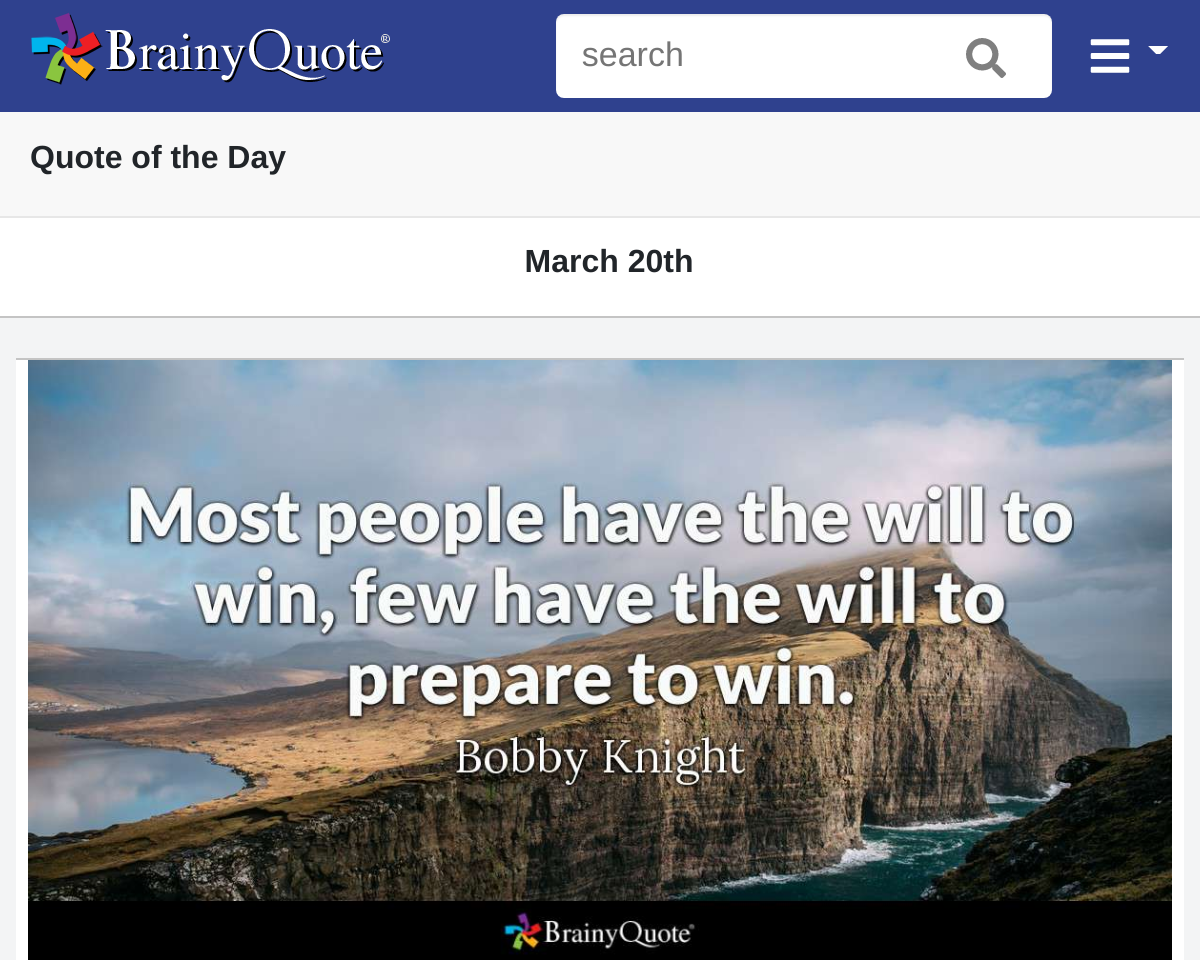 BrainyQuote®
search
Quote of the Day
March 20th
Most people have the will to
win, few have the will to
prepare to win.
Bobby Knight
BrainyQuote®